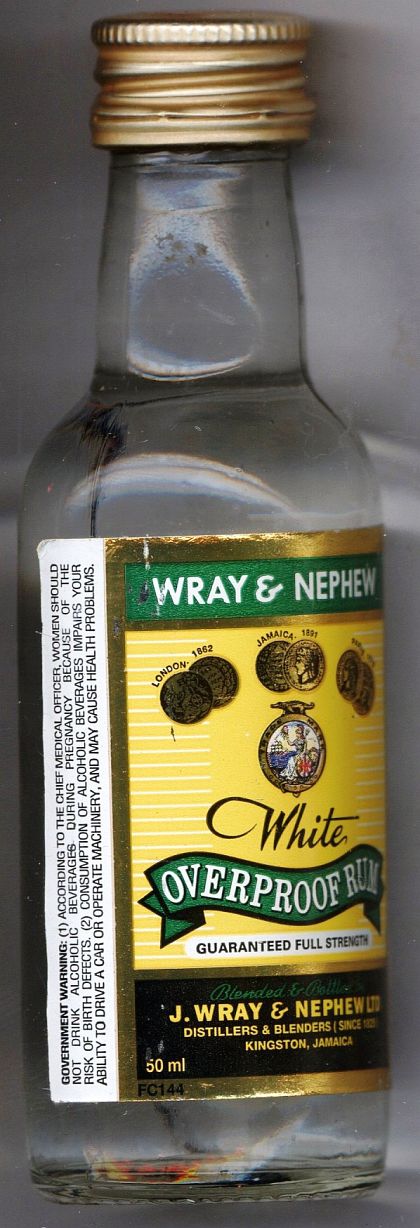 WRAY & NEPHEW
LONDON· 1862
JAMAICA· 1891
White
OVERPROOF RUM
GUARANTEED FULL STRENGTH
Blended & Bottled
J. WRAY & NEPHEW LTD
DISTILLERS & BLENDERS ( SINCE 1825
KINGSTON, JAMAICA
50 ml
FC144
GOVERNMENT WARNING: (1) ACCORDING TO THE CHIEF MEDICAL OFFICER, WOMEN SHOULD
NOT DRINK ALCOHOLIC BEVERAGES DURING PREGNANCY BECAUSE OF THE
RISK OF BIRTH DEFECTS. (2) CONSUMPTION OF ALCOHOLIC BEVERAGES IMPAIRS YOUR
ABILITY TO DRIVE A CAR OR OPERATE MACHINERY, AND MAY CAUSE HEALTH PROBLEMS.